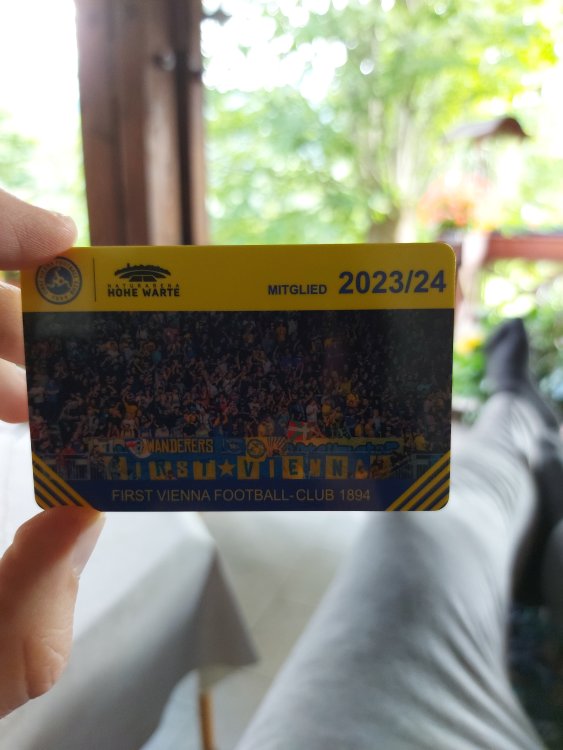 NATURARENA
HOHE WARTE
MITGLIED 2023/24
WANDERERS
FIRST★VIENNA
FIRST VIENNA FOOTBALL-CLUB 1894